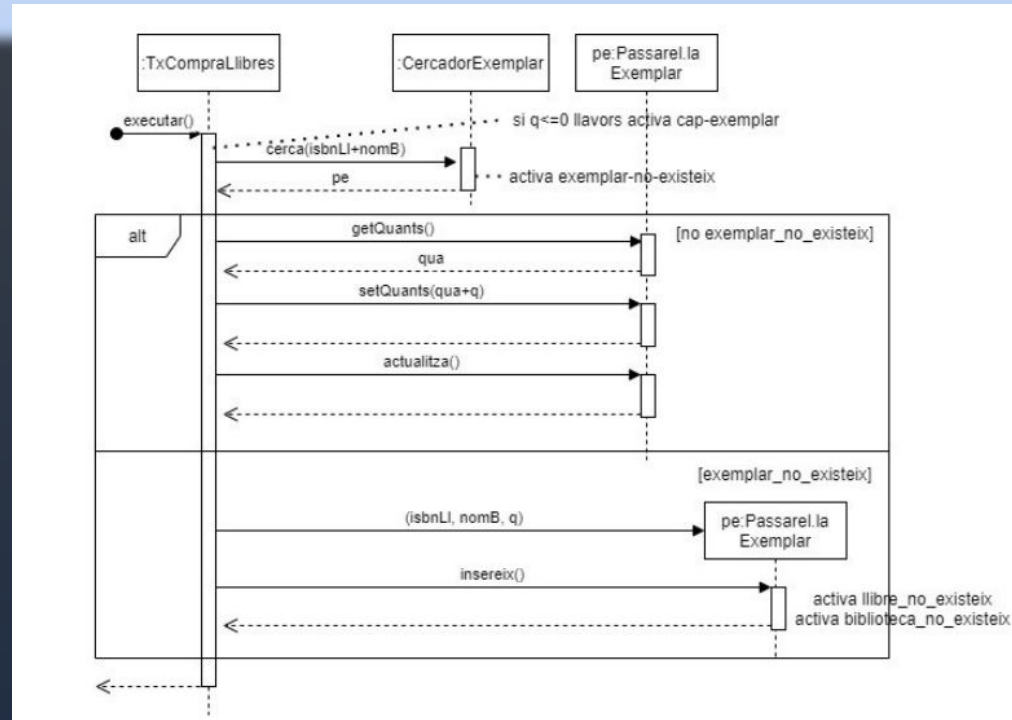 :TxCompraLlibres
:CercadorExemplar
pe:Passarel.la
Exemplar
executar()
si q<=0 llavors activa cap-exemplar
cerca(isbnLl+nomB)
pe
activa exemplar-no-existeix
alt
getQuants()
[no exemplar_no_existeix]
qua
setQuants(qua+q)
actualitza()
[exemplar_no_existeix]
(isbnLl, nomB, q)
pe:Passarel.la
Exemplar
insereix()
activa llibre_no_existeix
activa biblioteca_no_existeix